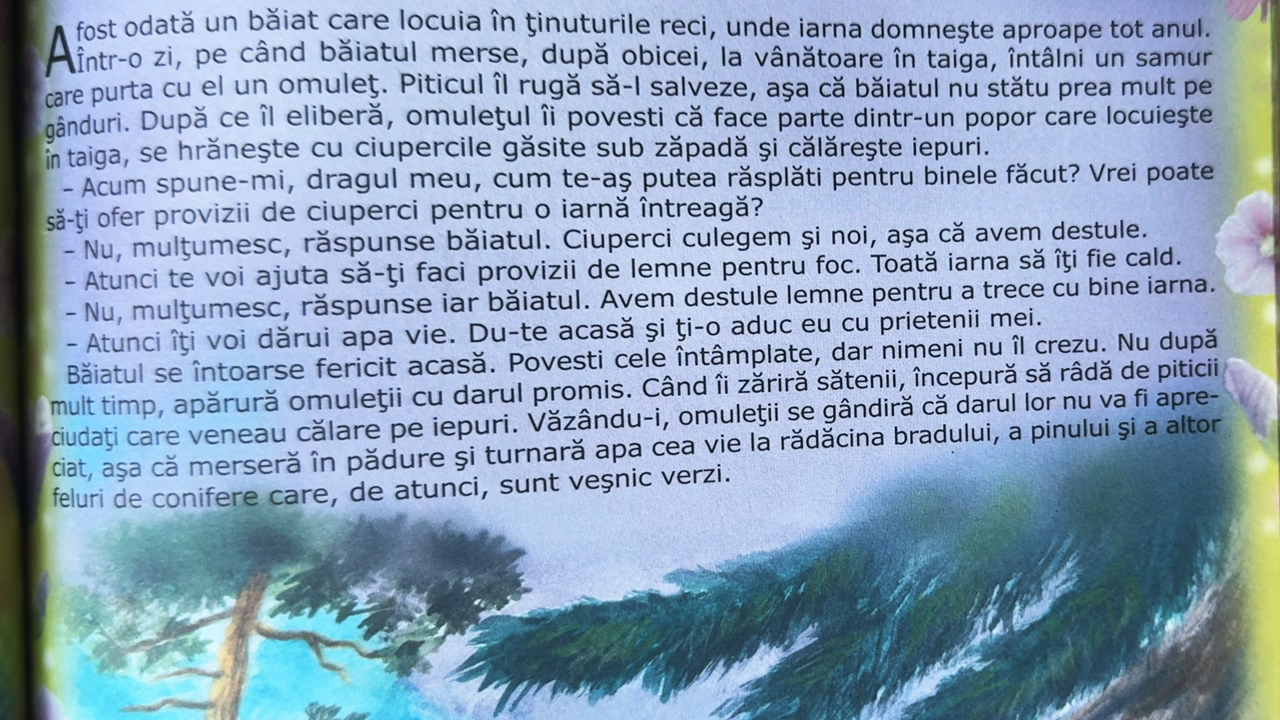 A fost odată un băiat care locuia în ţinuturile reci, unde iarna domneşte aproape tot anul.
Într-o zi, pe când băiatul merse, după obicei, la vânătoare în taiga, întâlni un samur
care purta cu el un omuleţ. Piticul îl rugă să-l salveze, aşa că băiatul nu stătu prea mult pe
gânduri. După ce îl eliberă, omuleţul îi povesti că face parte dintr-un popor care locuieşte
în taiga, se hrăneşte cu ciupercile găsite sub zăpadă şi călăreşte iepuri.
– Acum spune-mi, dragul meu, cum te-aş putea răsplăti pentru binele făcut? Vrei poate
să-ţi ofer provizii de ciuperci pentru o iarnă întreagă?
– Nu, mulţumesc, răspunse băiatul. Ciuperci culegem şi noi, aşa că avem destule.
– Atunci te voi ajuta să-ţi faci provizii de lemne pentru foc. Toată iarna să îţi fie cald.
– Nu, mulţumesc, răspunse iar băiatul. Avem destule lemne pentru a trece cu bine iarna.
– Atunci îţi voi dărui apa vie. Du-te acasă şi ţi-o aduc eu cu prietenii mei.
Băiatul se întoarse fericit acasă. Povesti cele întâmplate, dar nimeni nu îl crezu. Nu după
mult timp, apărură omuleţii cu darul promis. Când îi zăriră sătenii, începură să râdă de piticii
ciudaţi care veneau călare pe iepuri. Văzându-i, omuleţii se gândiră că darul lor nu va fi apre-
ciat, aşa că merseră în pădure şi turnară apa cea vie la rădăcina bradului, a pinului şi a altor
feluri de conifere care, de atunci, sunt veşnic verzi.